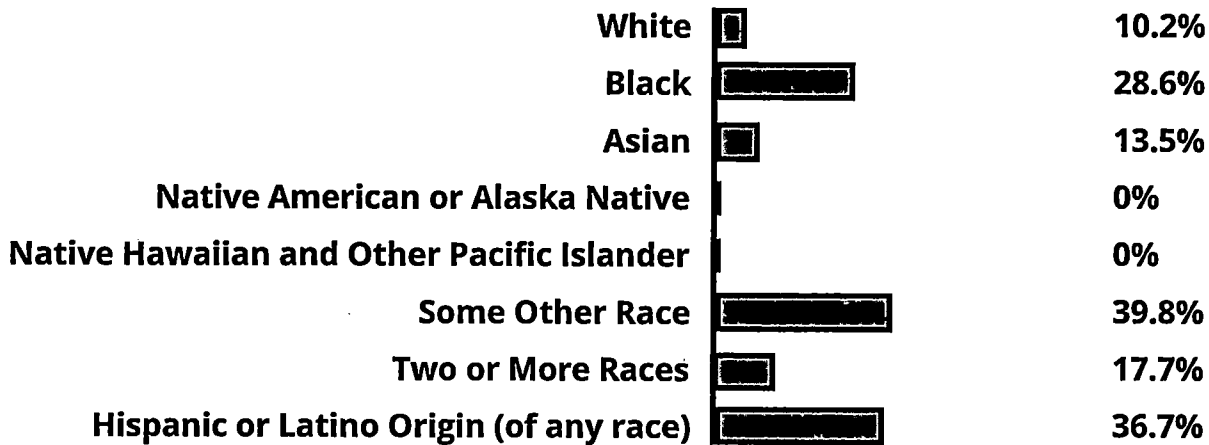 White 10.2%
Black 28.6%
Asian 13.5%
Native American or Alaska Native 0%
Native Hawaiian and Other Pacific Islander 0%
Some Other Race 39.8%
Two or More Races 17.7%
Hispanic or Latino Origin (of any race) 36.7%